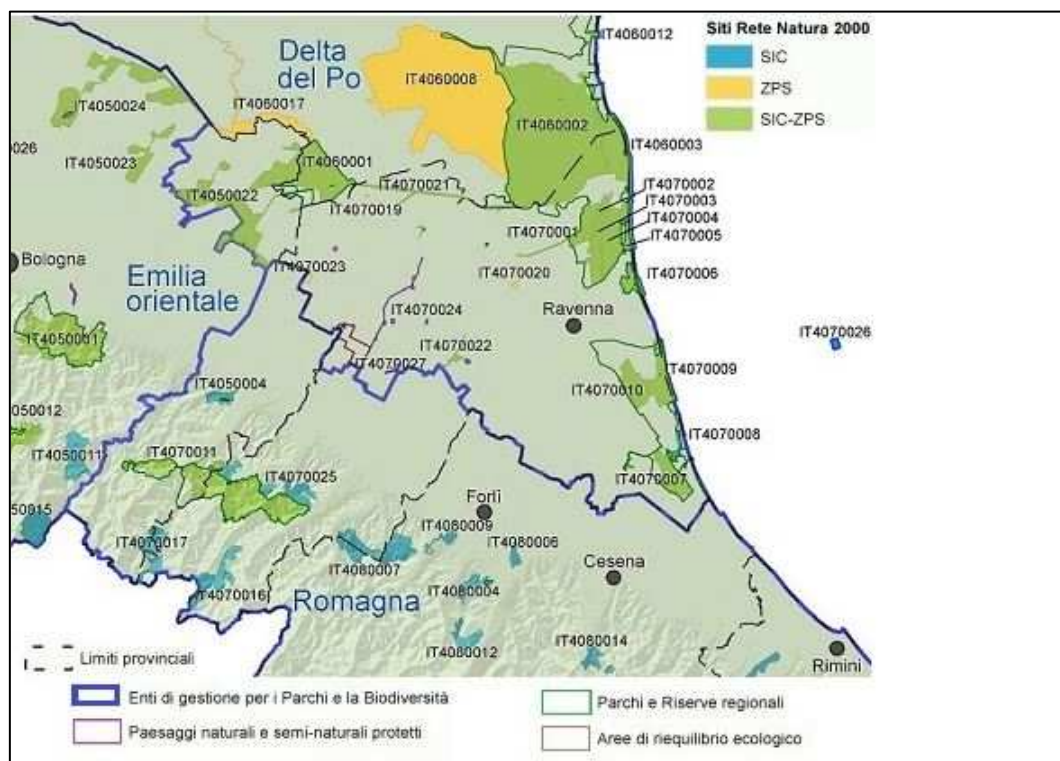 Siti Rete Natura 2000
SIC
ZPS
SIC-ZPS
IT4060012
Delta
del Po
IT4060008
IT4050024
IT4060017
IT4060002
026
IT4050023
IT4060001
IT4060003
IT4070021
IT4070002
IT4050022
IT4070003
IT4070019
IT4070004
IT4070001
IT4070005
Bologna
IT4070023
IT4070020
IT4070006
Emilia
orientale
IT4070024
Ravenna
IT4070026
IT4050001
IT4070022
IT4070027
IT4070009
IT4050004
IT4070010
050012
IT4070008
IT4050011
IT4070011
IT4070025
IT4070007
Forlì
50015
IT4080009
IT4070017
IT4080006
IT4080007
Cesena
IT4070016
IT4080004
Romagna
IT4080012
IT4080014
Rimini
Limiti provinciali
Enti di gestione per i Parchi e la Biodiversità
Parchi e Riserve regionali
Paesaggi naturali e semi-naturali protetti
Aree di riequilibrio ecologico